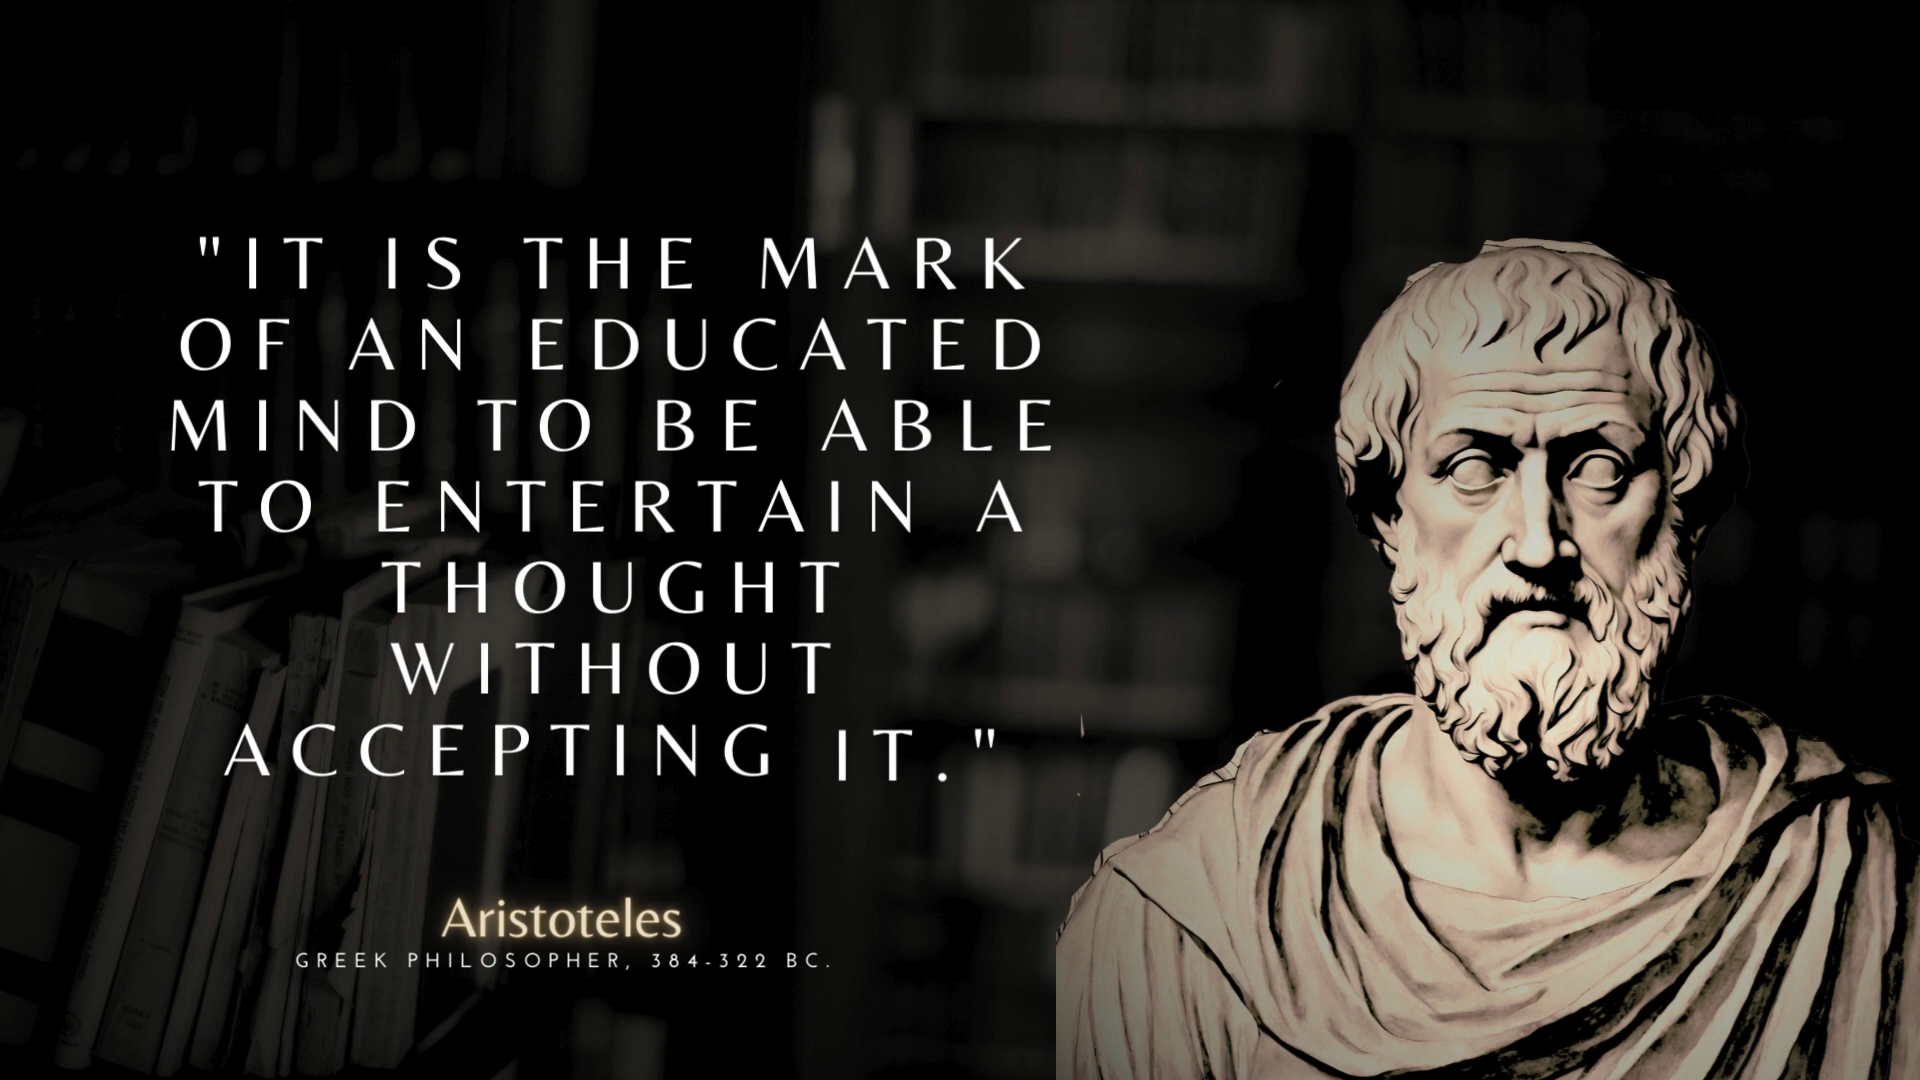 "IT IS THE MARK
OF AN EDUCATED
MIND TO BE ABLE
TO ENTERTAIN A
THOUGHT
WITHOUT
ACCEPTING IT."
Aristoteles
GREEK PHILOSOPHER, 384-322 BC.